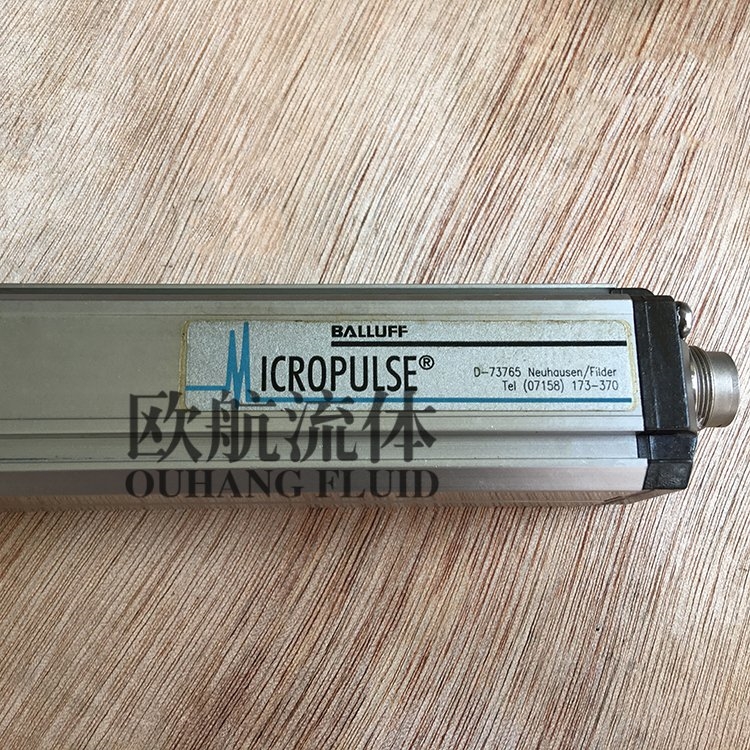 BALLUFF
MICROPULSE®
D-73765 Neuhausen/Filder
Tel (07158) 173-370
欧航流体
OUHANG FLUID